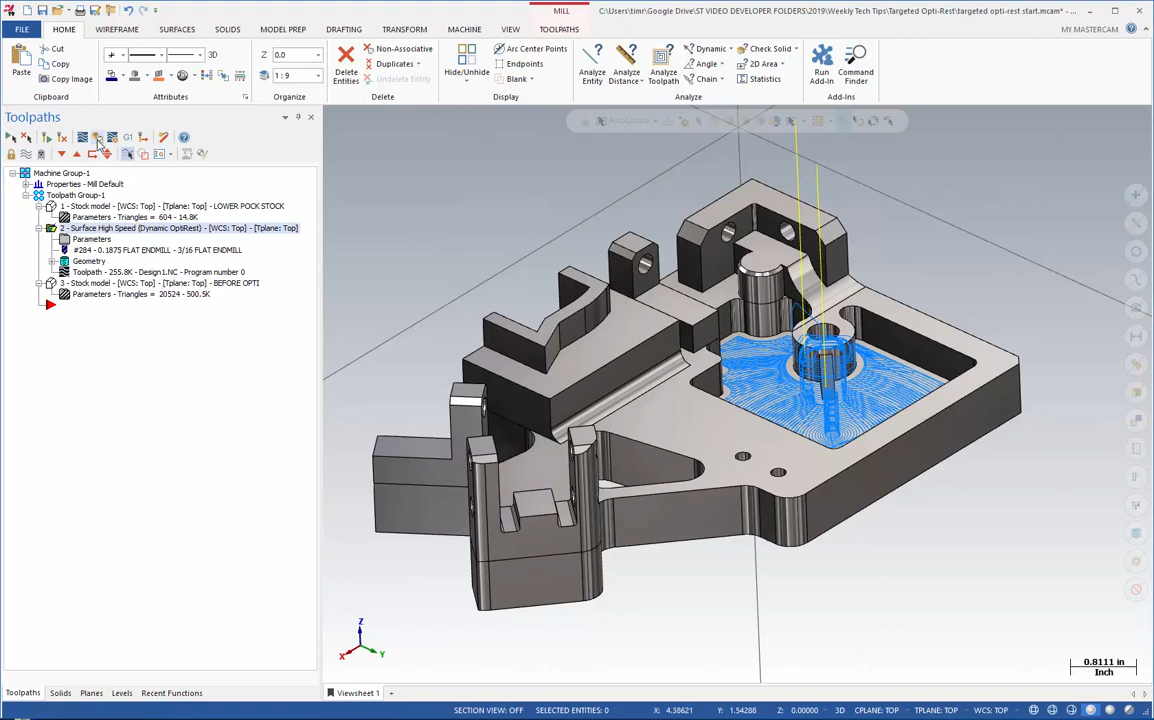 MILL
C:\Users\timr\Google Drive\ST VIDEO DEVELOPER FOLDERS\2019\Weekly Tech Tips\Targeted Opti-Rest\targeted opti-rest start.mcam*
FILE HOME WIREFRAME SURFACES SOLIDS MODEL PREP DRAFTING TRANSFORM MACHINE VIEW TOOLPATHS MY MASTERCAM
Paste Cut Copy Copy Image
3D
Z 0.0
1 : 9
Delete Entities Non-Associative Duplicates Undelete Entity
Hide/Unhide Arc Center Points Endpoints Blank
Analyze Entity Analyze Distance Analyze Toolpath Dynamic Angle Chain Check Solid 2D Area Statistics
Run Add-In Command Finder
Clipboard Attributes Organize Delete Display Analyze Add-Ins
Toolpaths
AutoCursor
G1
Machine Group-1
Properties - Mill Default
Toolpath Group-1
1 - Stock model - [WCS: Top] - [Tplane: Top] - LOWER POCK STOCK
Parameters - Triangles = 604 - 14.8K
2 - Surface High Speed (Dynamic OptiRest) - [WCS: Top] - [Tplane: Top]
Parameters
#284 - 0.1875 FLAT ENDMILL - 3/16 FLAT ENDMILL
Geometry
Toolpath - 255.8K - Design1.NC - Program number 0
3 - Stock model - [WCS: Top] - [Tplane: Top] - BEFORE OPTI
Parameters - Triangles = 20524 - 500.5K
Z
X Y
0.8111 in
Inch
Toolpaths Solids Planes Levels Recent Functions
Viewsheet 1 +
SECTION VIEW: OFF SELECTED ENTITIES: 0 X: 4.38621 Y: 1.54288 Z: 0.00000 3D CPLANE: TOP TPLANE: TOP WCS: TOP